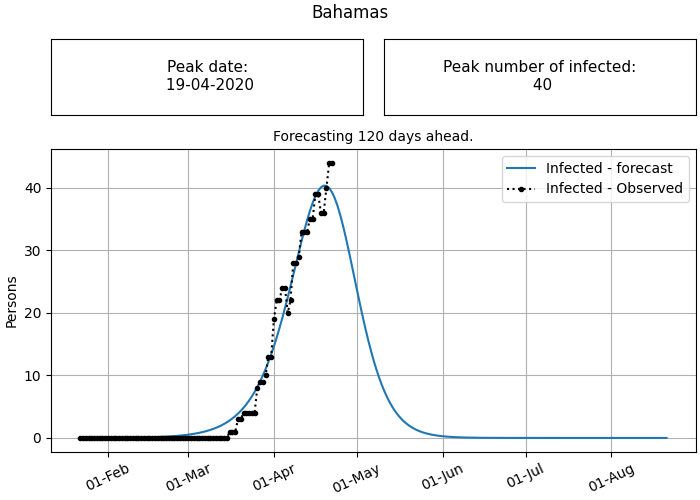 Bahamas
Peak date:
19-04-2020
Peak number of infected:
40
Forecasting 120 days ahead.
Infected - forecast
Infected - Observed
Persons
40
30
20
10
0
01-Feb
01-Mar
01-Apr
01-May
01-Jun
01-Jul
01-Aug